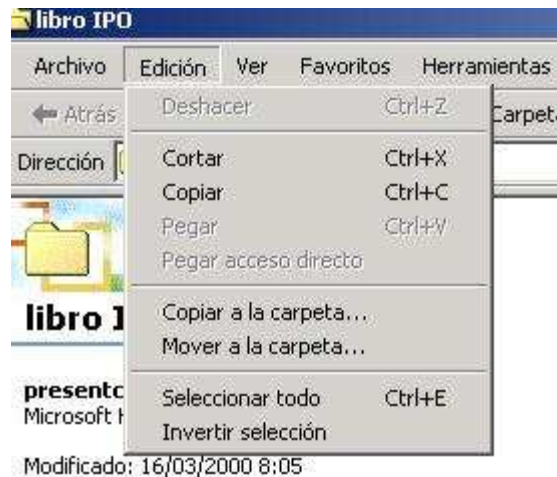 libro IPO
Archivo Edición Ver Favoritos Herramientas
Atrás
Deshacer Ctrl+Z
Dirección
Cortar Ctrl+X
Copiar Ctrl+C
Pegar Ctrl+V
Pegar acceso directo
libro
Copiar a la carpeta...
Mover a la carpeta...
Microsoft
Seleccionar todo Ctrl+E
Invertir selección
Modificado: 16/03/2000 8:05